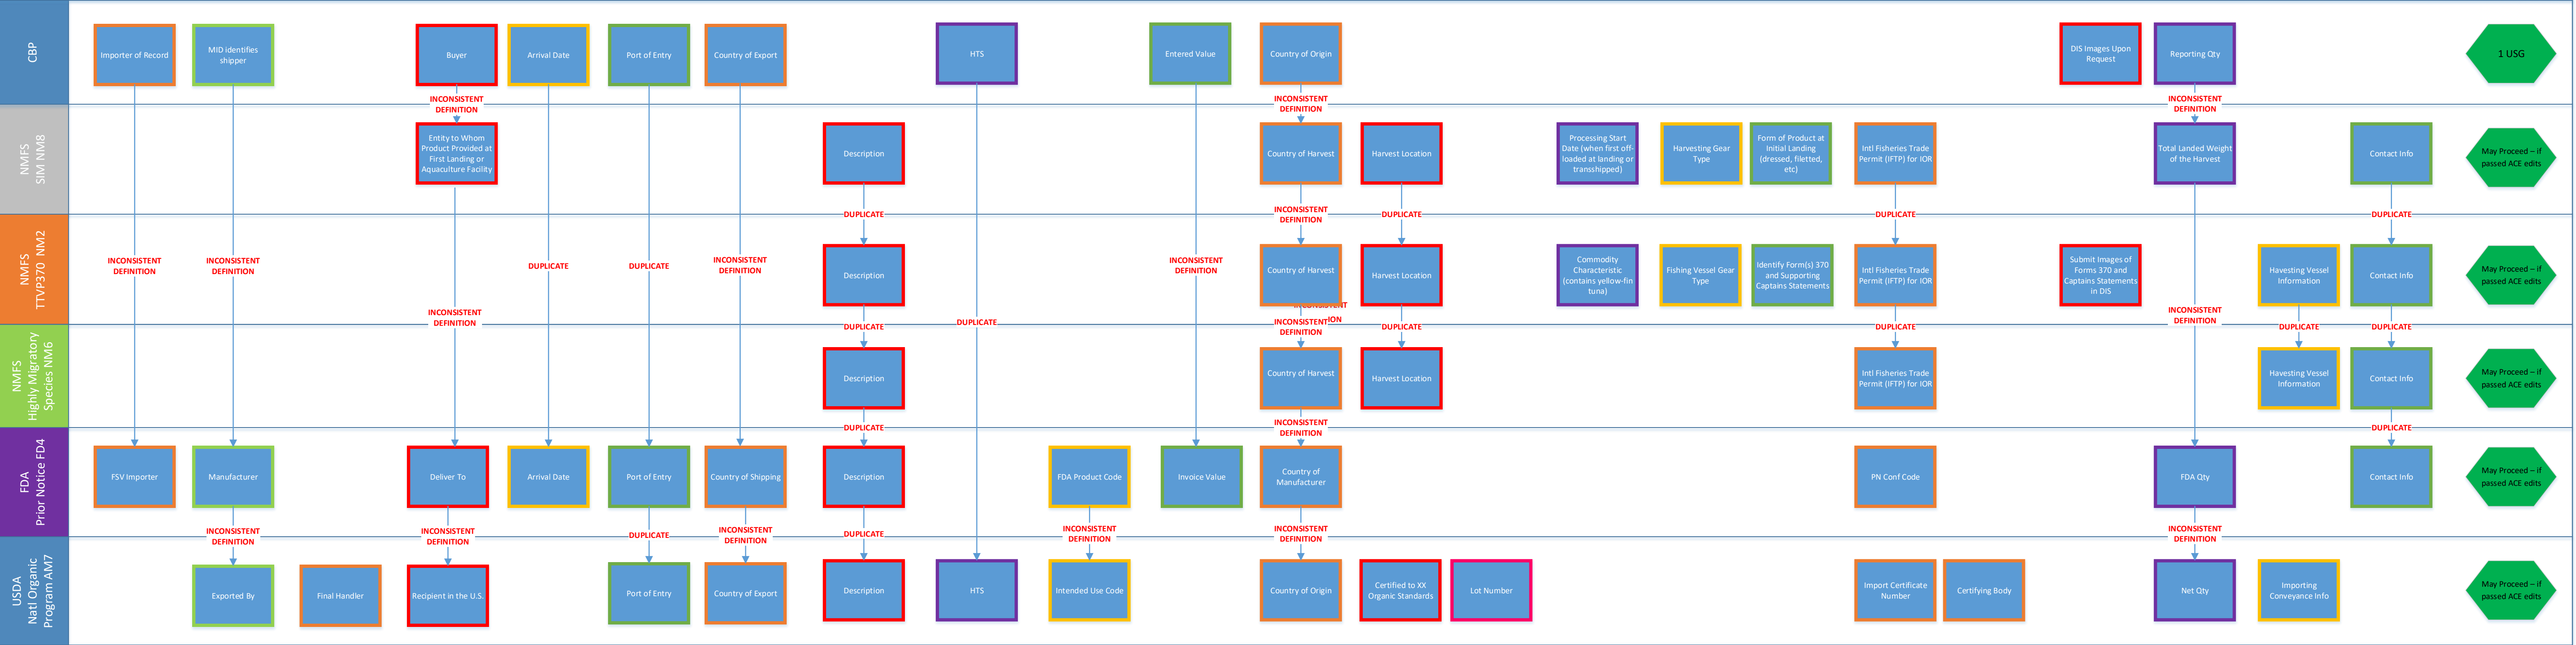 CBP
Importer of Record
MID identifies
shipper
Buyer
Arrival Date
Port of Entry
Country of Export
HTS
Entered Value
Country of Origin
DIS Images Upon
Request
Reporting Qty
1 USG
INCONSISTENT
DEFINITION
INCONSISTENT
DEFINITION
INCONSISTENT
DEFINITION
NMFS
SIM NM8
Entity to Whom
Product Provided at
First Landing or
Aquaculture Facility
Description
Country of Harvest
Harvest Location
Processing Start
Date (when first off-
loaded at landing or
transshipped)
Harvesting Gear
Type
Form of Product at
Initial Landing
(dressed, filetted,
etc)
Intl Fisheries Trade
Permit (IFTP) for IOR
Total Landed Weight
of the Harvest
Contact Info
May Proceed – if
passed ACE edits
DUPLICATE
INCONSISTENT
DEFINITION
DUPLICATE
DUPLICATE
DUPLICATE
NMFS
TTVP370 NM2
INCONSISTENT
DEFINITION
INCONSISTENT
DEFINITION
INCONSISTENT
DEFINITION
DUPLICATE
DUPLICATE
INCONSISTENT
DEFINITION
Description
DUPLICATE
INCONSISTENT
DEFINITION
Country of Harvest
Harvest Location
Commodity
Characteristic
(contains yellow-fin
tuna)
Fishing Vessel Gear
Type
Identify Form(s) 370
and Supporting
Captains Statements
Intl Fisheries Trade
Permit (IFTP) for IOR
Submit Images of
Forms 370 and
Captains Statements
in DIS
INCONSISTENT
DEFINITION
Havesting Vessel
Information
Contact Info
May Proceed – if
passed ACE edits
DUPLICATE
INCONSISTENT
DEFINITION
DUPLICATE
DUPLICATE
DUPLICATE
DUPLICATE
NMFS
Highly Migratory
Species NM6
Description
Country of Harvest
Harvest Location
Intl Fisheries Trade
Permit (IFTP) for IOR
Havesting Vessel
Information
Contact Info
May Proceed – if
passed ACE edits
DUPLICATE
INCONSISTENT
DEFINITION
DUPLICATE
FDA
Prior Notice FD4
FSV Importer
Manufacturer
Deliver To
Arrival Date
Port of Entry
Country of Shipping
Description
FDA Product Code
Invoice Value
Country of
Manufacturer
PN Conf Code
FDA Qty
Contact Info
May Proceed – if
passed ACE edits
INCONSISTENT
DEFINITION
INCONSISTENT
DEFINITION
DUPLICATE
INCONSISTENT
DEFINITION
DUPLICATE
INCONSISTENT
DEFINITION
INCONSISTENT
DEFINITION
INCONSISTENT
DEFINITION
USDA
Natl Organic
Program AM7
Exported By
Final Handler
Recipient in the U.S.
Port of Entry
Country of Export
Description
HTS
Intended Use Code
Country of Origin
Certified to XX
Organic Standards
Lot Number
Import Certificate
Number
Certifying Body
Net Qty
Importing
Conveyance Info
May Proceed – if
passed ACE edits